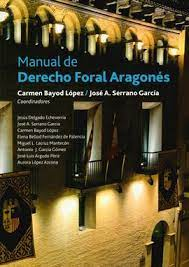 Manual de
Derecho Foral Aragonés
Carmen Bayod López / José A. Serrano García
Coordinadores
Jesús Delgado Echeverría
José A. Serrano García
Carmen Bayod López
Elena Bellod Fernández de Palencia
Miguel L. Lacruz Mantecón
Antonio J. García Gómez
José Luis Argudo Périz
Aurora López Azcona